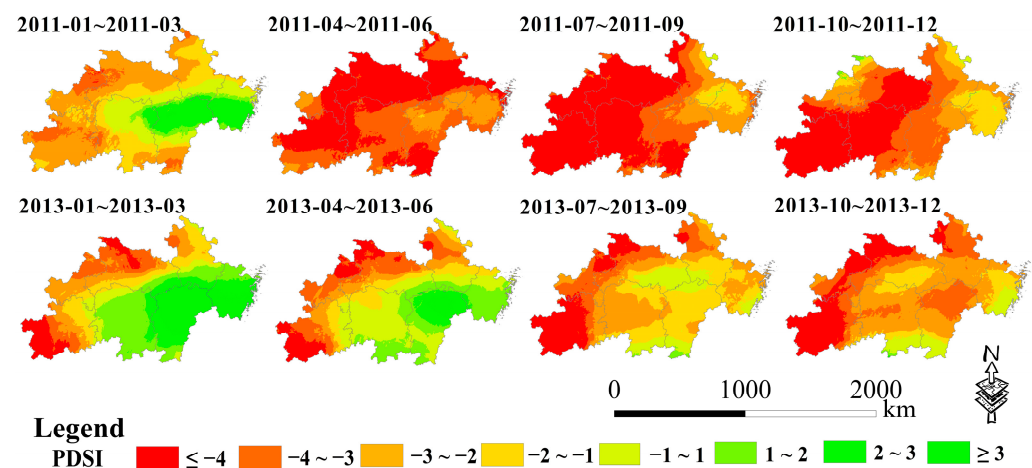 2011-01~2011-03 2011-04~2011-06 2011-07~2011-09 2011-10~2011-12
2013-01~2013-03 2013-04~2013-06 2013-07~2013-09 2013-10~2013-12
N
0 1000 2000
km
Legend
PDSI ≤ −4 −4 ~ −3 −3 ~ −2 −2 ~ −1 −1 ~ 1 1 ~ 2 2 ~ 3 ≥ 3